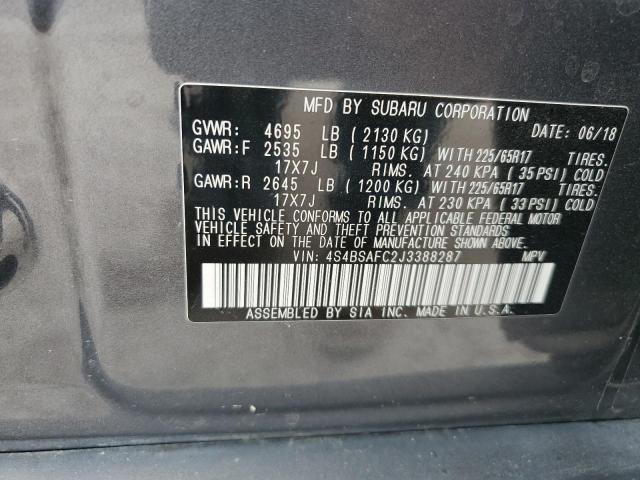 MFD BY SUBARU CORPORATION
GVWR: 4695 LB ( 2130 KG) DATE: 06/18
GAWR:F 2535 LB ( 1150 KG) WITH 225/65R17 TIRES.
17X7J RIMS. AT 240 KPA ( 35 PSI) COLD
GAWR:R 2645 LB ( 1200 KG) WITH 225/65R17 TIRES.
17X7J RIMS. AT 230 KPA ( 33 PSI) COLD
THIS VEHICLE CONFORMS TO ALL APPLICABLE FEDERAL MOTOR
VEHICLE SAFETY AND THEFT PREVENTION STANDARDS
IN EFFECT ON THE DATE OF MANUFACTURE SHOWN ABOVE.
VIN: 4S4BSAFC2J3388287 MPV
ASSEMBLED BY SIA INC. MADE IN U.S.A.